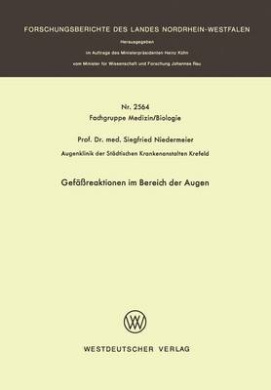 FORSCHUNGSBERICHTE DES LANDES NORDRHEIN-WESTFALEN
Herausgegeben
im Auftrage des Ministerpräsidenten Heinz Kühn
vom Minister für Wissenschaft und Forschung Johannes Rau
Nr. 2564
Fachgruppe Medizin/Biologie
Prof. Dr. med. Siegfried Niedermeier
Augenklinik der Städtischen Krankenanstalten Krefeld
Gefäßreaktionen im Bereich der Augen
WESTDEUTSCHER VERLAG